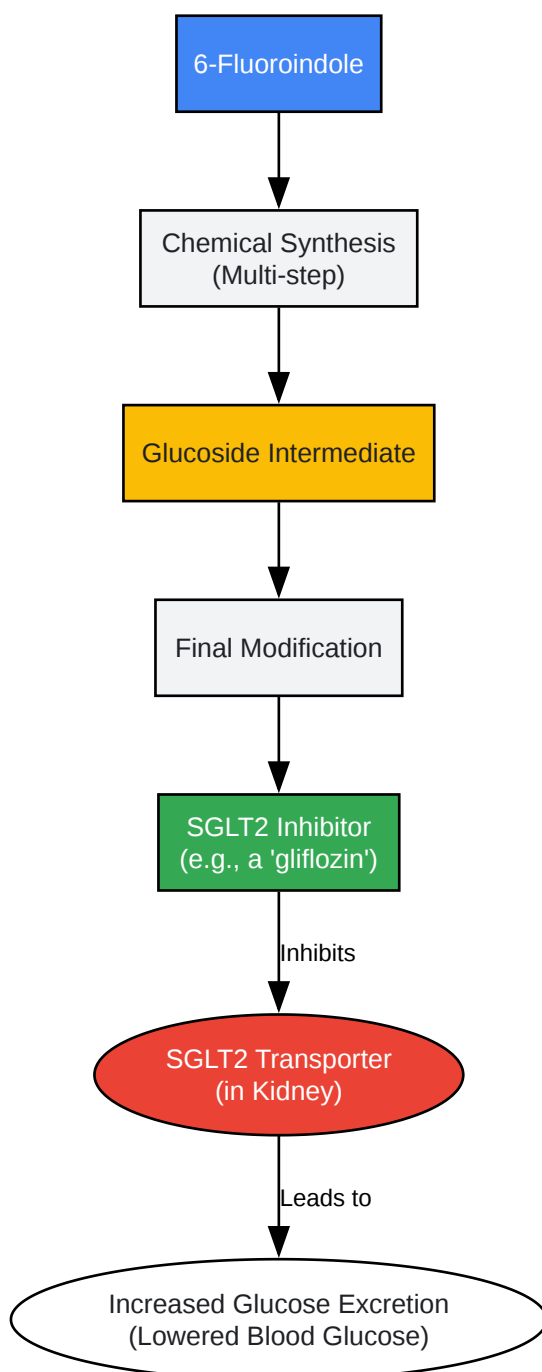 6-Fluoroindole
Chemical Synthesis
(Multi-step)
Glucoside Intermediate
Final Modification
SGLT2 Inhibitor
(e.g., a 'gliflozin')
Inhibits
SGLT2 Transporter
(in Kidney)
Leads to
Increased Glucose Excretion
(Lowered Blood Glucose)